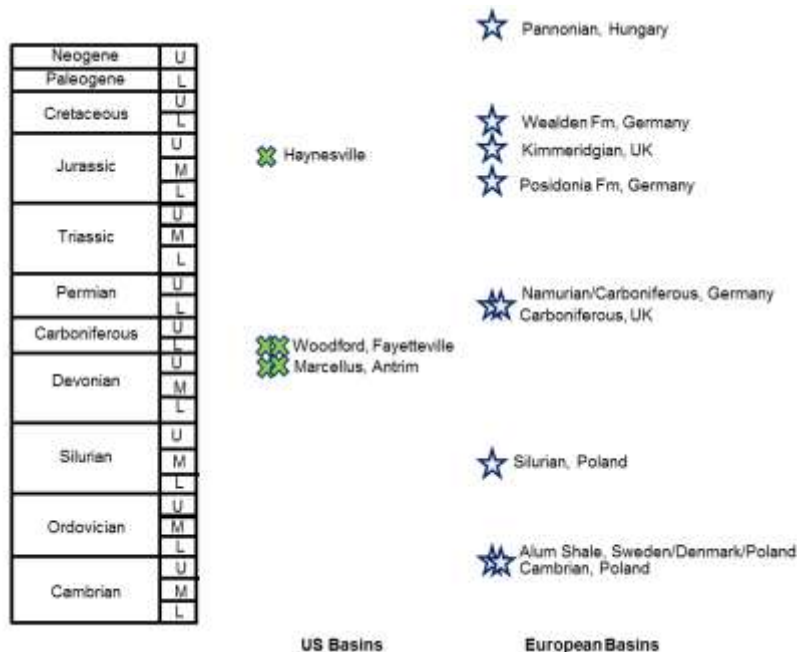 Pannonian, Hungary
Neogene U
Paleogene L
Cretaceous U
L
Wealden Fm, Germany
Jurassic U
M
L
Haynesville
Kimmeridgian, UK
Posidonia Fm, Germany
Triassic U
M
L
Permian U
L
Namurian/Carboniferous, Germany
Carboniferous, UK
Carboniferous U
L
Woodford, Fayetteville
Marcellus, Antrim
Devonian U
M
L
Silurian U
M
L
Silurian, Poland
Ordovician U
M
L
Alum Shale, Sweden/Denmark/Poland
Cambrian, Poland
Cambrian U
M
L
US Basins
European Basins